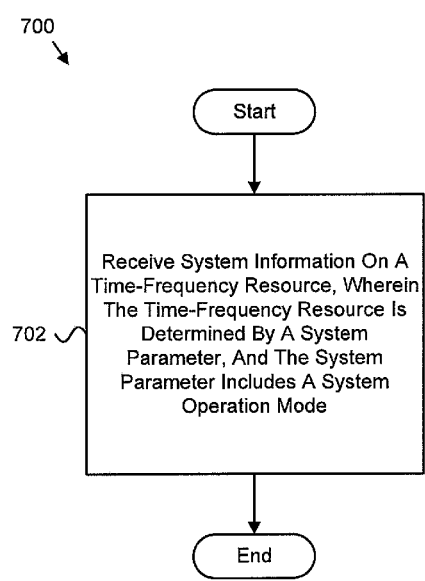 700
Start
Receive System Information On A
Time-Frequency Resource, Wherein
The Time-Frequency Resource Is
Determined By A System
Parameter, And The System
Parameter Includes A System
Operation Mode
702
End